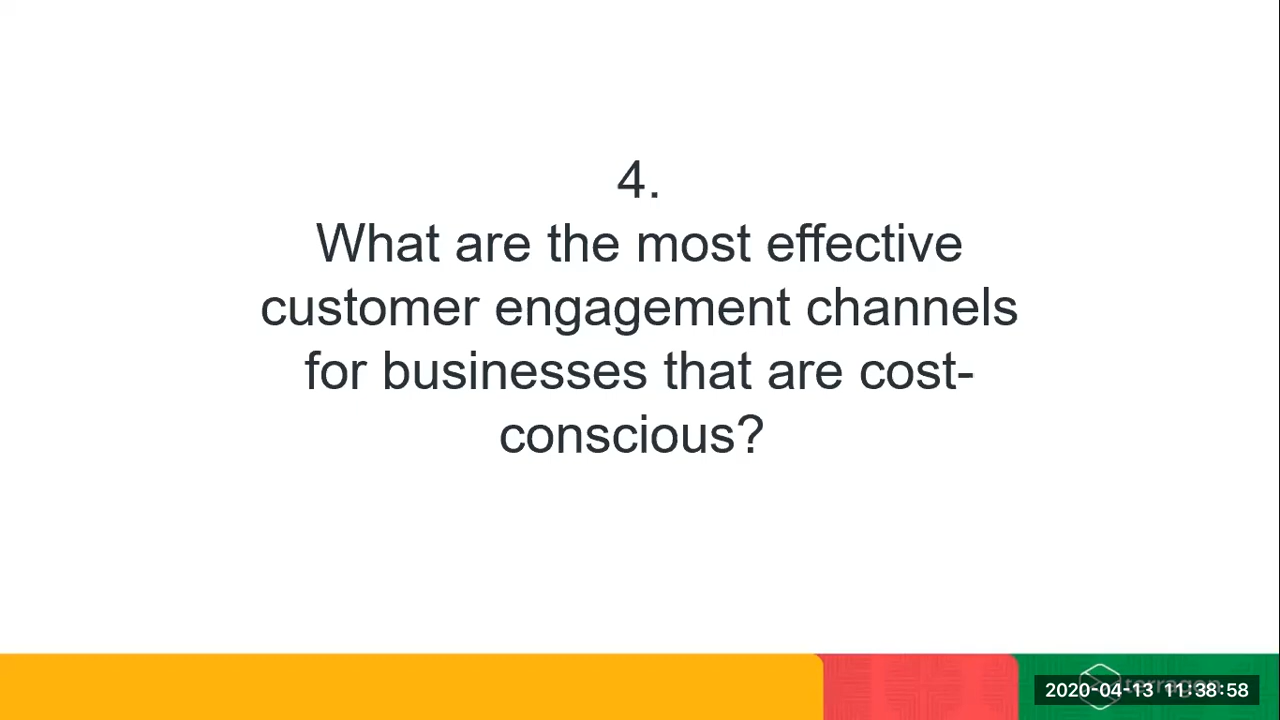 4.
What are the most effective
customer engagement channels
for businesses that are cost-
conscious?
2020-04-13 11:38:58